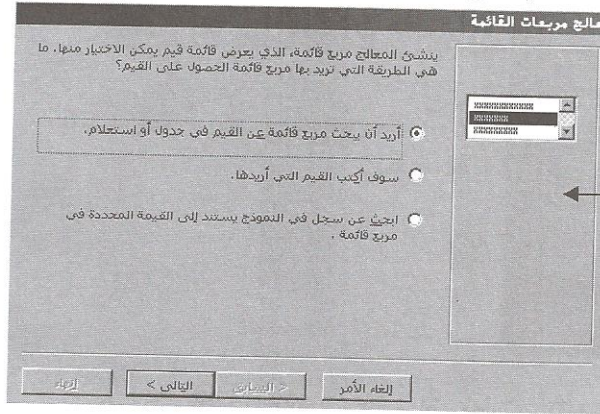 عالج مربعات القائمة
ينشئ المعالج مربع قائمة، الذي يعرض قائمة قيم يمكن الاختيار منها. ما
هي الطريقة التي تريد بها مربع قائمة الحصول على القيم؟
أريد أن يبحث مربع قائمة عن القيم في جدول أو استعلام.
سوف أكتب القيم التي أريدها.
ابحث عن سجل في النموذج يستند إلى القيمة المحددة في
مربع قائمة .
إلغاء الأمر
< السابق
التالي >
إنهاء